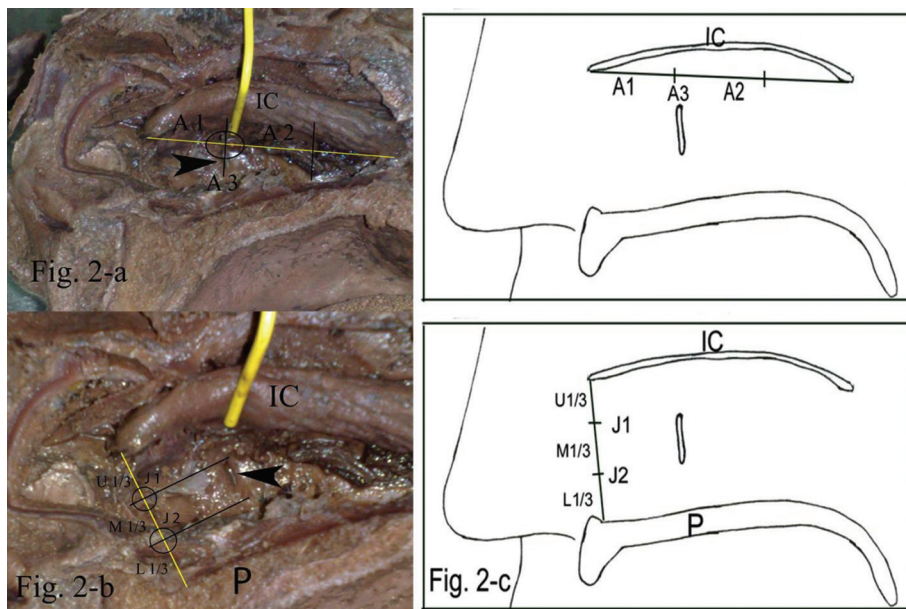 IC
A 1
A 2
A 3
Fig. 2-a
IC
A1
A3
A2
IC
U 1/3
J 1
M 1/3
J 2
L 1/3
P
Fig. 2-b
IC
U1/3
J1
M1/3
J2
L1/3
P
Fig. 2-c